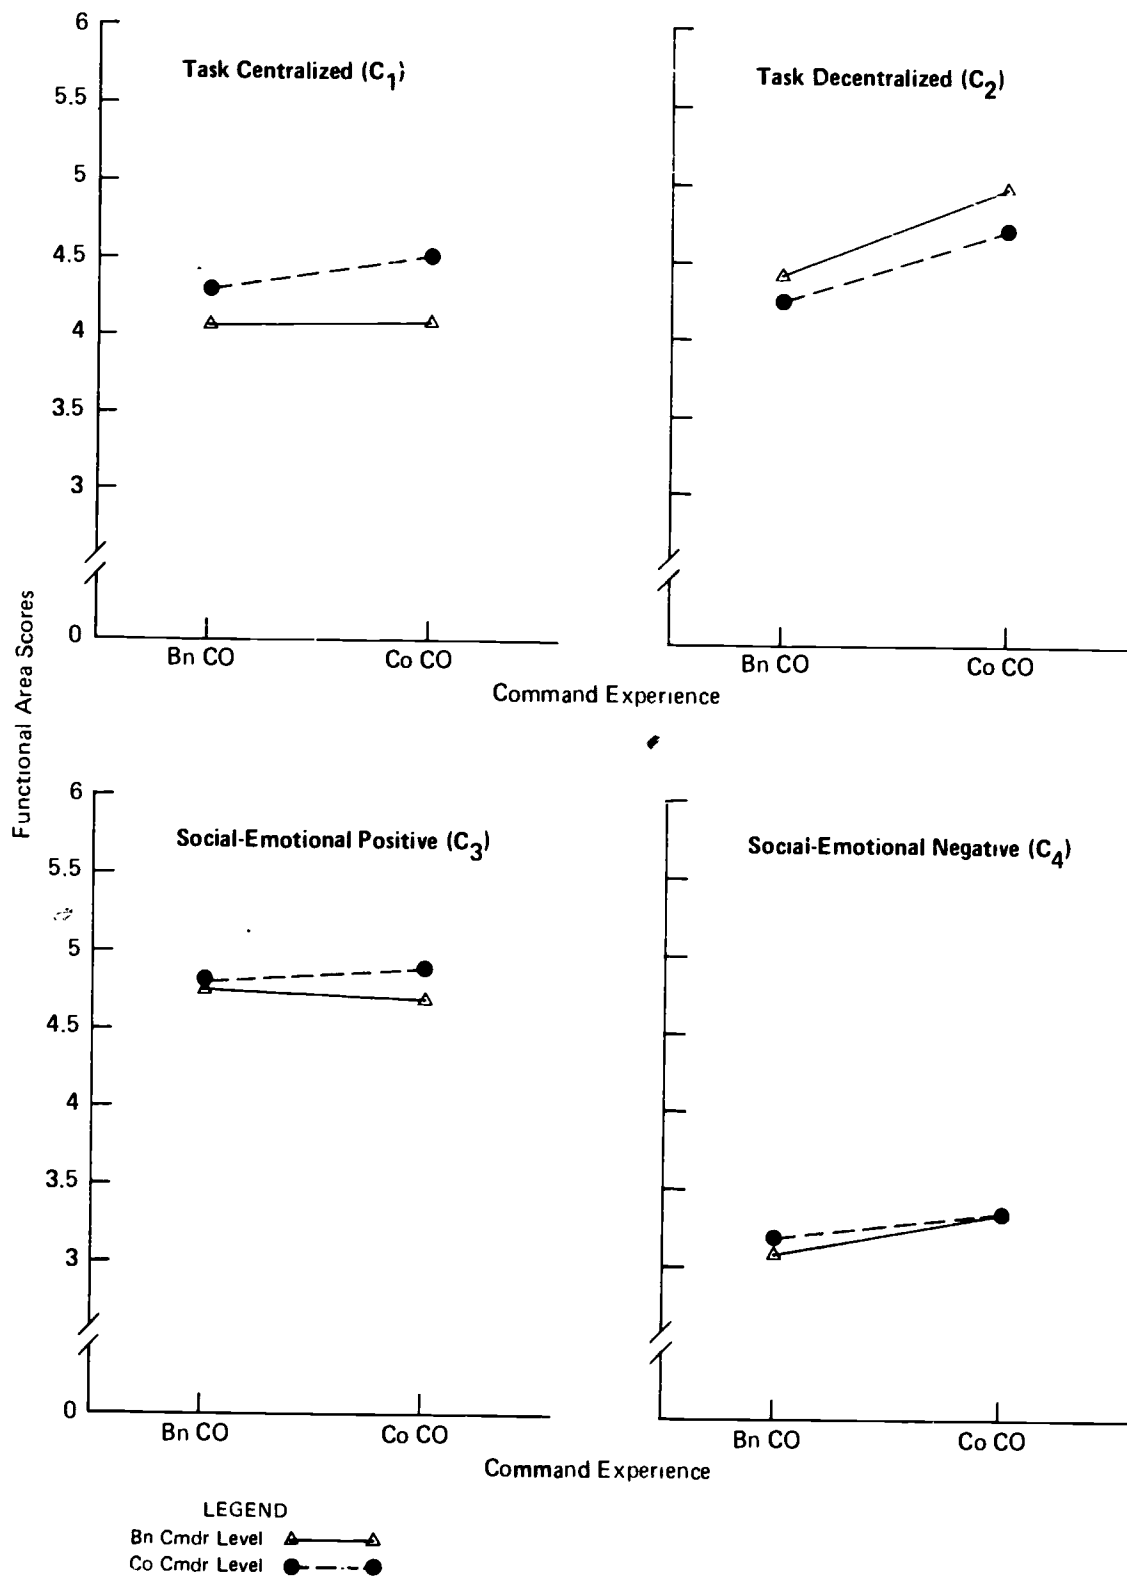 6
Task Centralized (C1)
Task Decentralized (C2)
5.5
5
4.5
4
3.5
3
0
Bn CO Co CO
Bn CO Co CO
Command Experience
Functional Area Scores
6
Social-Emotional Positive (C3)
Social-Emotional Negative (C4)
5.5
5
4.5
4
3.5
3
0
Bn CO Co CO
Bn CO Co CO
Command Experience
LEGEND
Bn Cmdr Level
Co Cmdr Level